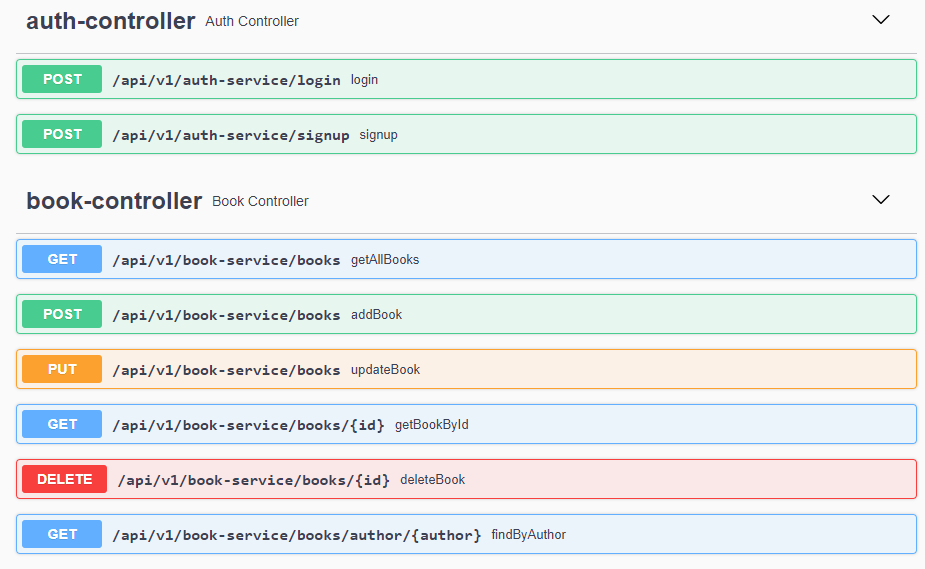 auth-controller Auth Controller
POST /api/v1/auth-service/login login
POST /api/v1/auth-service/signup signup
book-controller Book Controller
GET /api/v1/book-service/books getAllBooks
POST /api/v1/book-service/books addBook
PUT /api/v1/book-service/books updateBook
GET /api/v1/book-service/books/{id} getBookById
DELETE /api/v1/book-service/books/{id} deleteBook
GET /api/v1/book-service/books/author/{author} findByAuthor